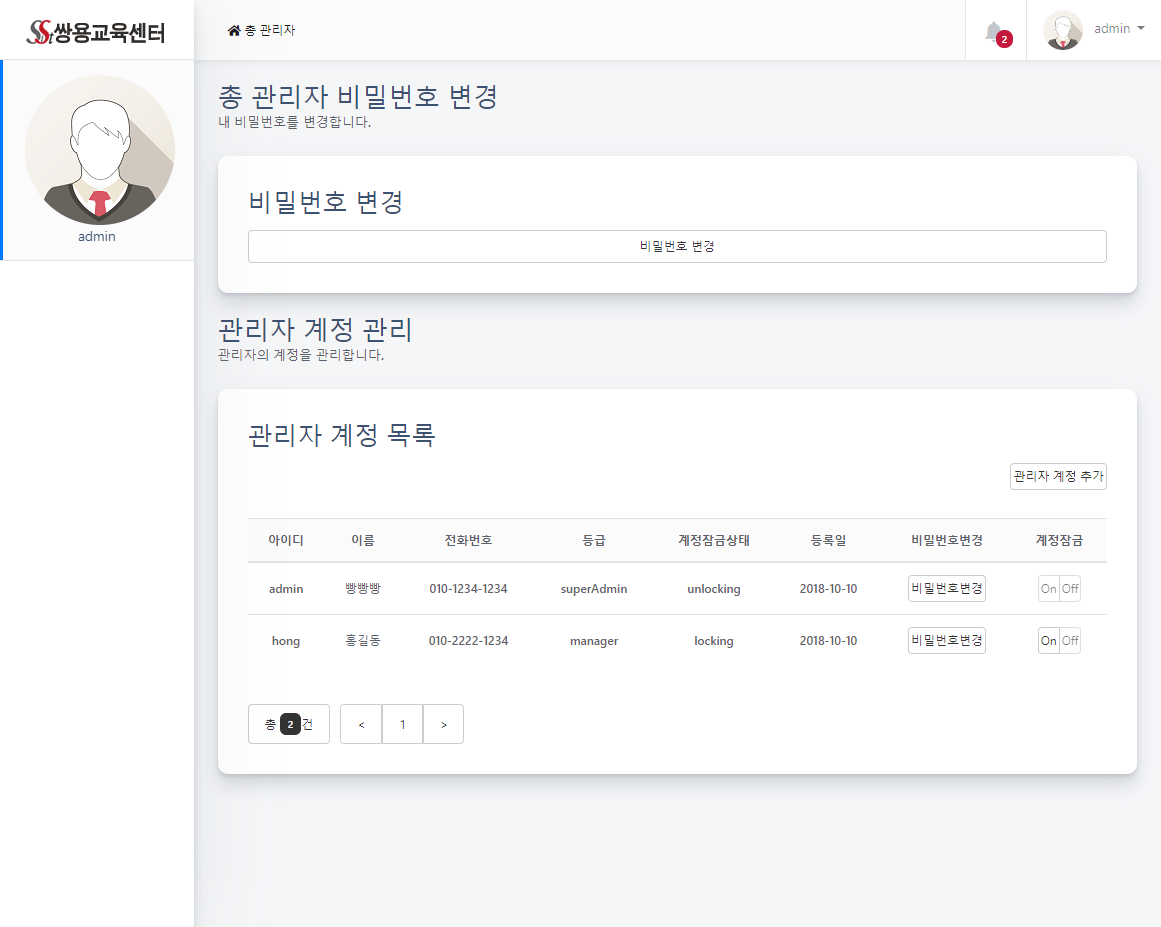 쌍용교육센터
총 관리자
2
admin
admin
총 관리자 비밀번호 변경
내 비밀번호를 변경합니다.
비밀번호 변경
비밀번호 변경
관리자 계정 관리
관리자의 계정을 관리합니다.
관리자 계정 목록
관리자 계정 추가
아이디 이름 전화번호 등급 계정잠금상태 등록일 비밀번호변경 계정잠금
admin 빵빵빵 010-1234-1234 superAdmin unlocking 2018-10-10 비밀번호변경 On Off
hong 홍길동 010-2222-1234 manager locking 2018-10-10 비밀번호변경 On Off
총 2 건 < 1 >